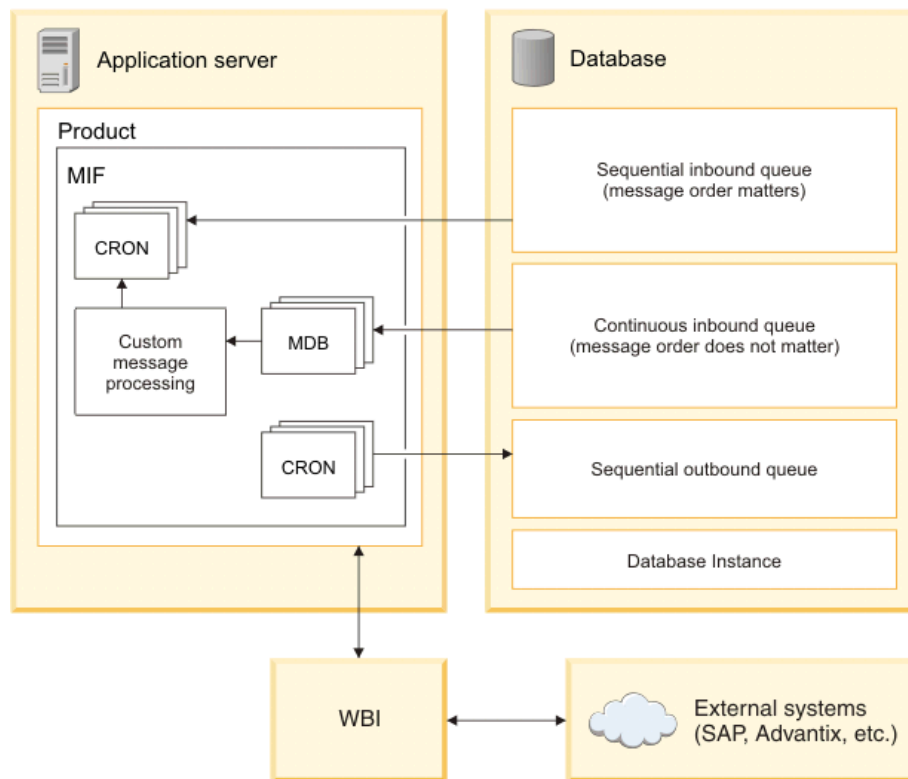 Application server
Product
MIF
CRON
Custom
message
processing
MDB
CRON
Database
Sequential inbound queue
(message order matters)
Continuous inbound queue
(message order does not matter)
Sequential outbound queue
Database Instance
WBI
External systems
(SAP, Advantix, etc.)